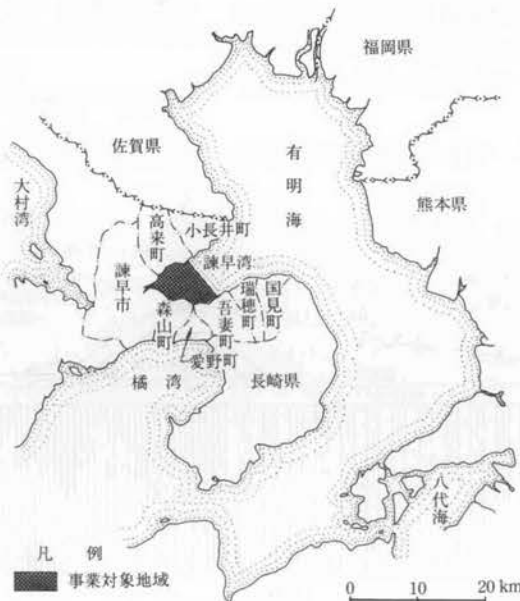 福岡県
佐賀県
有明海
熊本県
大村湾
高来町
小長井町
諫早湾
諫早市
森山町
吾妻町
瑞穂町
国見町
愛野町
橘湾
長崎県
八代海
凡例
事業対象地域
0 10 20 km